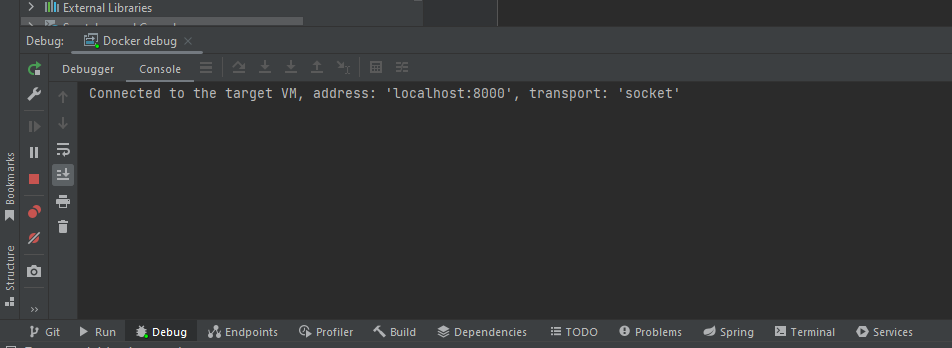 External Libraries
Debug:
Docker debug
Debugger
Console
Connected to the target VM, address: 'localhost:8000', transport: 'socket'
Bookmarks
Structure
Git
Run
Debug
Endpoints
Profiler
Build
Dependencies
TODO
Problems
Spring
Terminal
Services